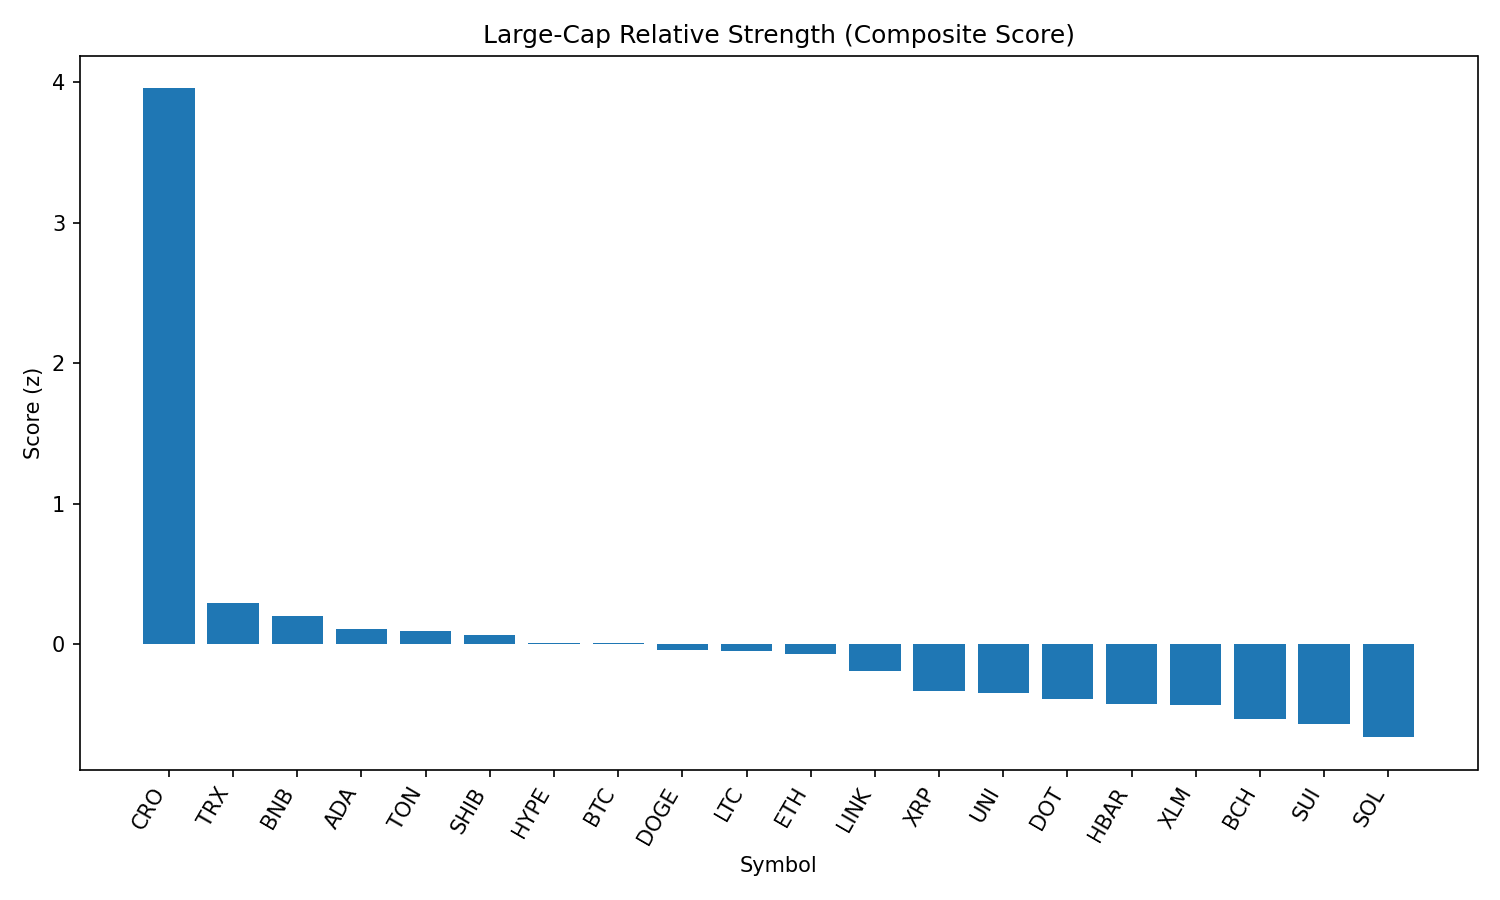 Large-Cap Relative Strength (Composite Score)
Score (z)
4
3
2
1
0
CRO
TRX
BNB
ADA
TON
SHIB
HYPE
BTC
DOGE
LTC
ETH
LINK
XRP
UNI
DOT
HBAR
XLM
BCH
SUI
SOL
Symbol